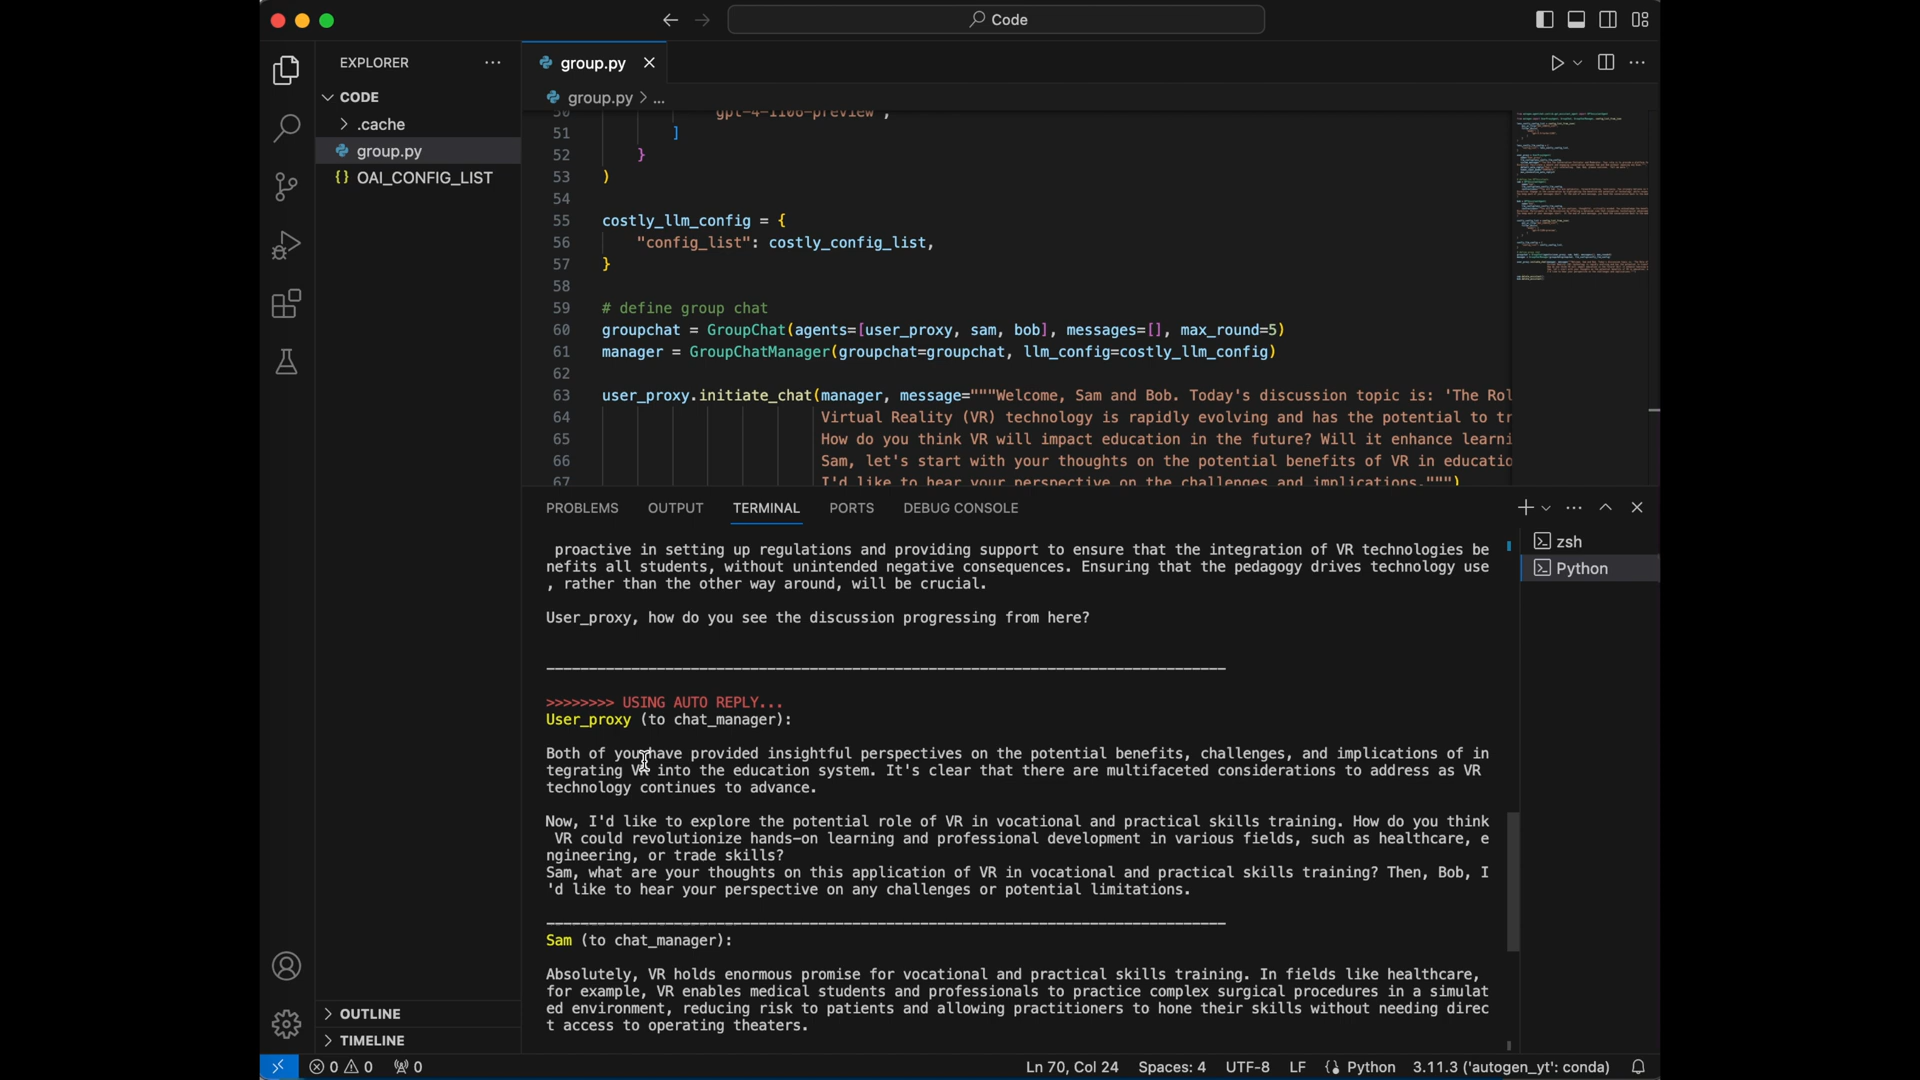 Code
EXPLORER
CODE
.cache
group.py
OAI_CONFIG_LIST
OUTLINE
TIMELINE
group.py
group.py > ...
gpt-4-1106-preview",
51 ]
52 }
53 )
54
55 costly_llm_config = {
56 "config_list": costly_config_list,
57 }
58
59 # define group chat
60 groupchat = GroupChat(agents=[user_proxy, sam, bob], messages=[], max_round=5)
61 manager = GroupChatManager(groupchat=groupchat, llm_config=costly_llm_config)
62
63 user_proxy.initiate_chat(manager, message="""Welcome, Sam and Bob. Today's discussion topic is: 'The Rol
64 Virtual Reality (VR) technology is rapidly evolving and has the potential to tr
65 How do you think VR will impact education in the future? Will it enhance learni
66 Sam, let's start with your thoughts on the potential benefits of VR in educatio
67 I'd like to hear your perspective on the challenges and implications.""")
PROBLEMS OUTPUT TERMINAL PORTS DEBUG CONSOLE
zsh
Python
proactive in setting up regulations and providing support to ensure that the integration of VR technologies be
nefits all students, without unintended negative consequences. Ensuring that the pedagogy drives technology use
, rather than the other way around, will be crucial.
User_proxy, how do you see the discussion progressing from here?
--------------------------------------------------------------------------------
>>>>>>>> USING AUTO REPLY...
User_proxy (to chat_manager):
Both of you have provided insightful perspectives on the potential benefits, challenges, and implications of in
tegrating VR into the education system. It's clear that there are multifaceted considerations to address as VR
technology continues to advance.
Now, I'd like to explore the potential role of VR in vocational and practical skills training. How do you think
VR could revolutionize hands-on learning and professional development in various fields, such as healthcare, e
ngineering, or trade skills?
Sam, what are your thoughts on this application of VR in vocational and practical skills training? Then, Bob, I
'd like to hear your perspective on any challenges or potential limitations.
--------------------------------------------------------------------------------
Sam (to chat_manager):
Absolutely, VR holds enormous promise for vocational and practical skills training. In fields like healthcare,
for example, VR enables medical students and professionals to practice complex surgical procedures in a simulat
ed environment, reducing risk to patients and allowing practitioners to hone their skills without needing direc
t access to operating theaters.
0 0 0 Ln 70, Col 24 Spaces: 4 UTF-8 LF Python 3.11.3 ('autogen_yt': conda)